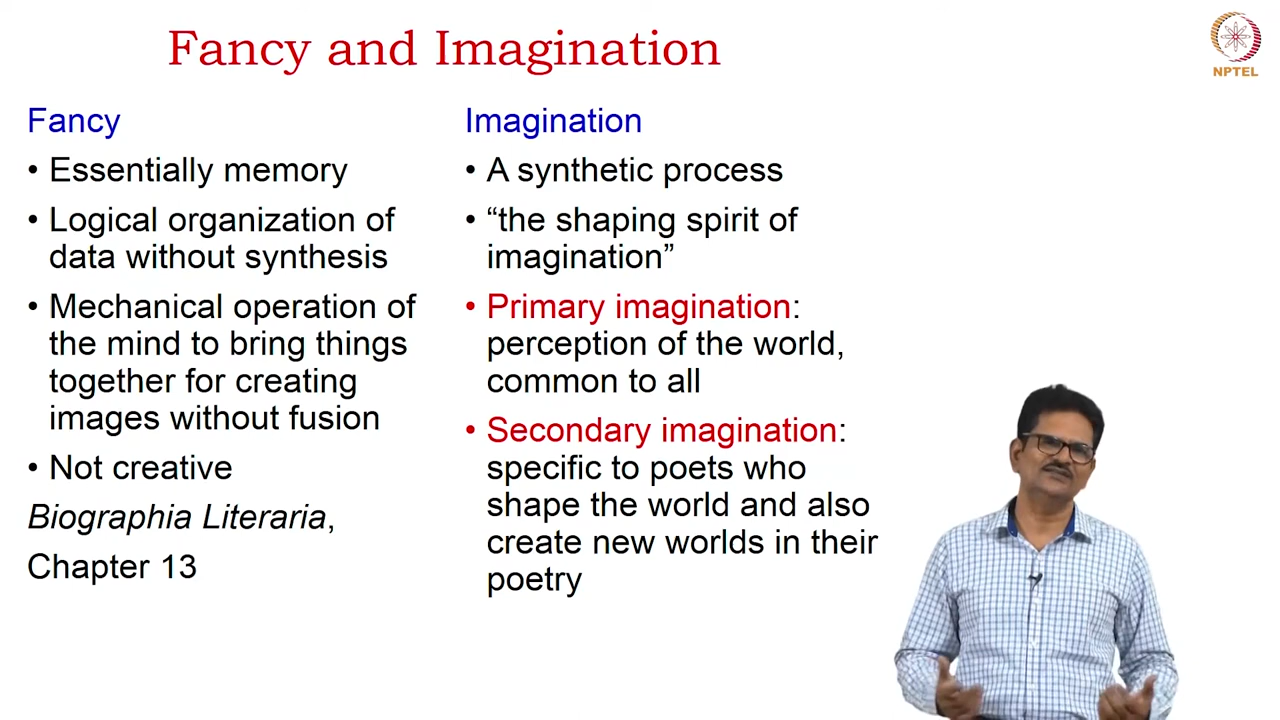 Fancy and Imagination
NPTEL
Fancy
• Essentially memory
• Logical organization of
data without synthesis
• Mechanical operation of
the mind to bring things
together for creating
images without fusion
• Not creative
Biographia Literaria,
Chapter 13
Imagination
• A synthetic process
• “the shaping spirit of
imagination”
• Primary imagination:
perception of the world,
common to all
• Secondary imagination:
specific to poets who
shape the world and also
create new worlds in their
poetry